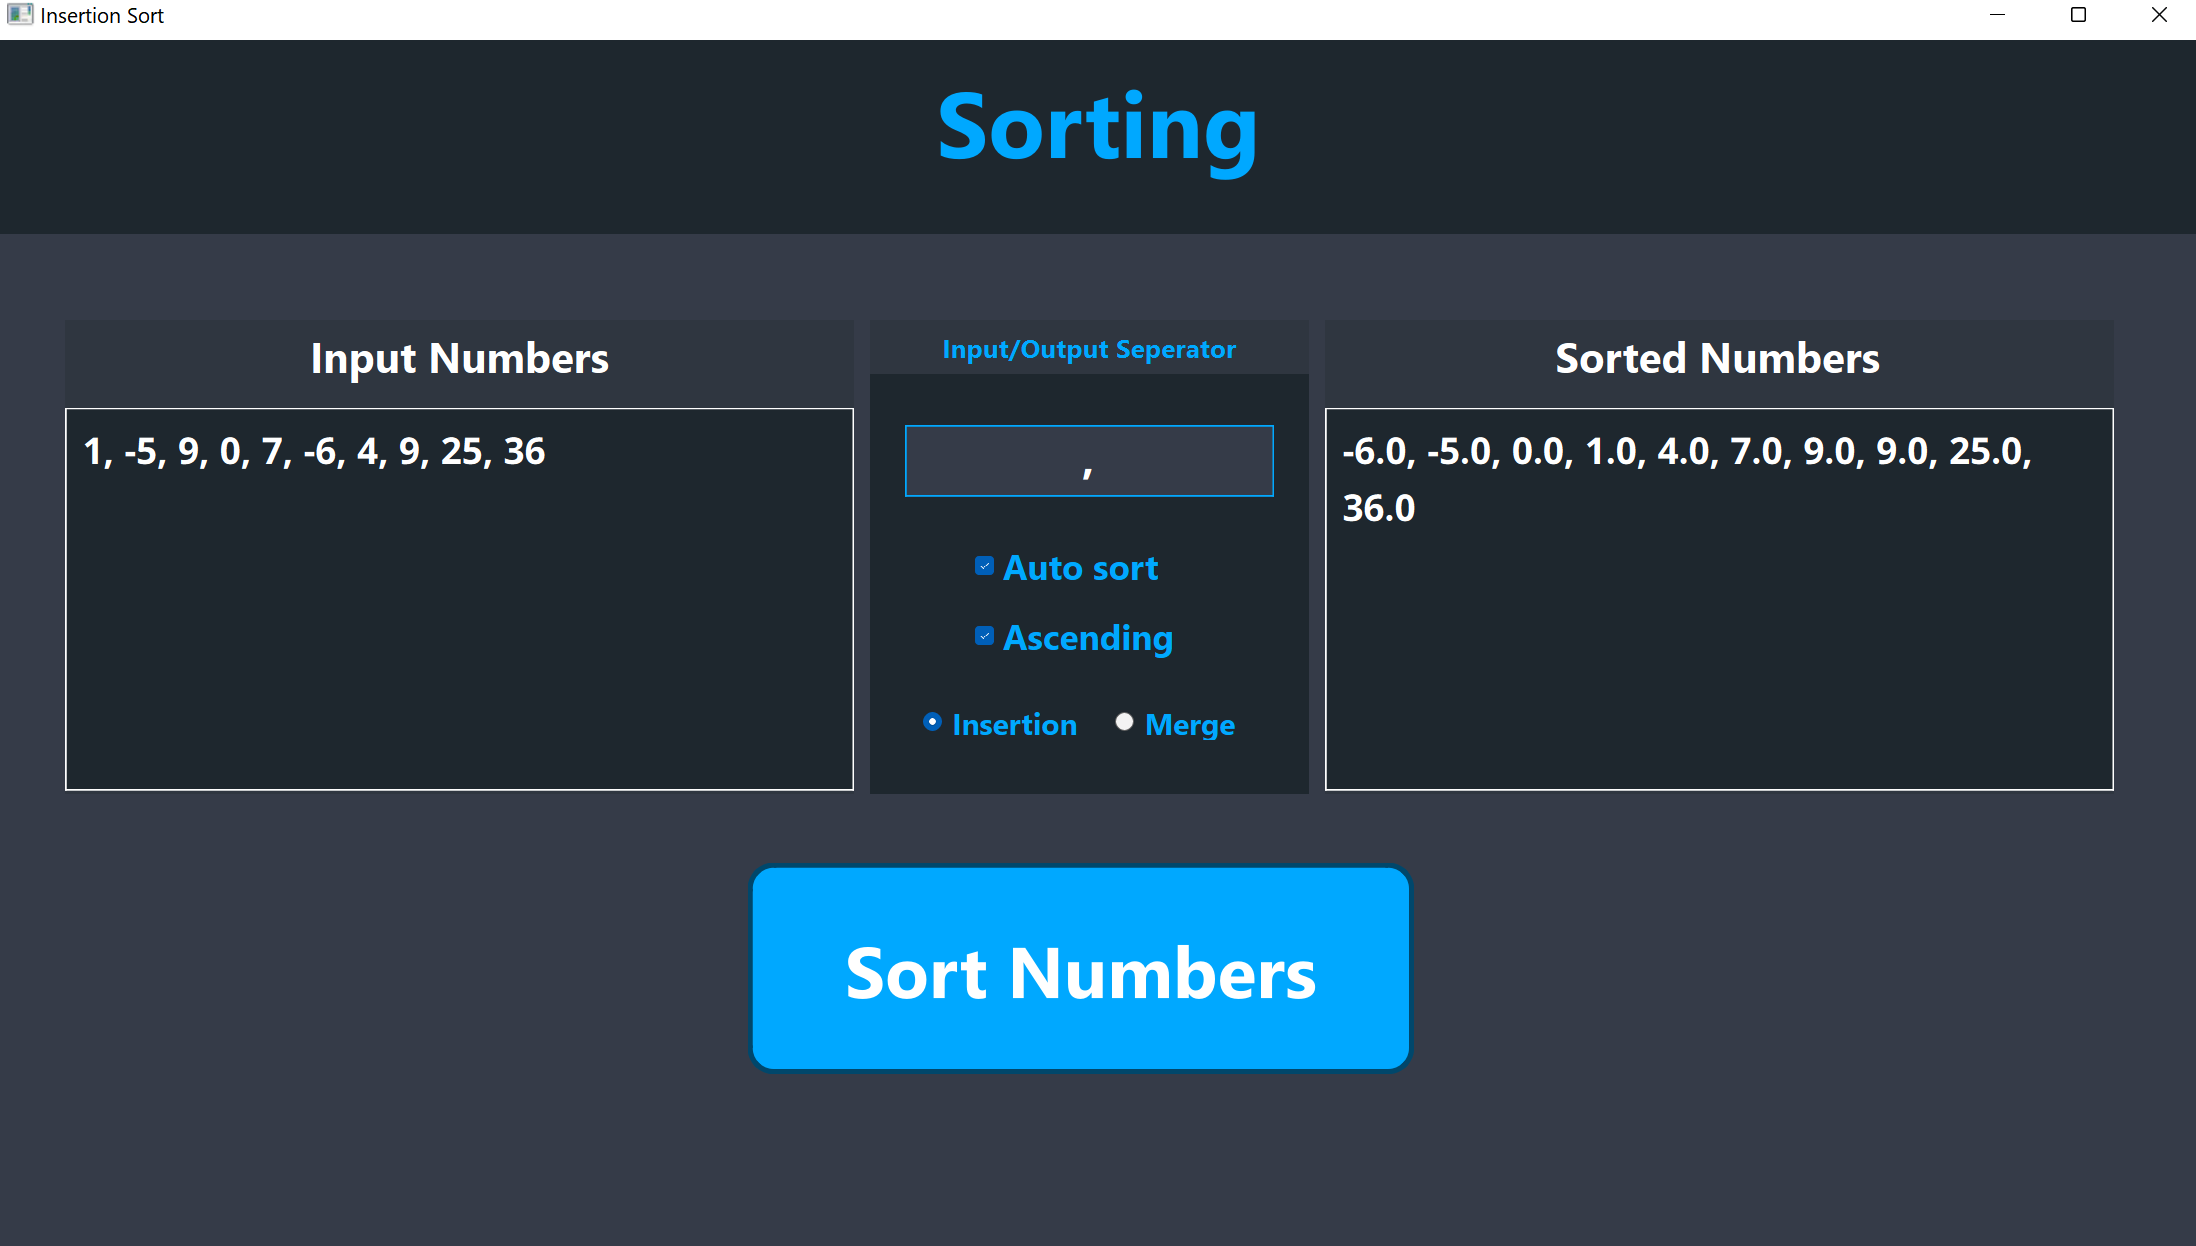 Insertion Sort
Sorting
Input Numbers
1, -5, 9, 0, 7, -6, 4, 9, 25, 36
Input/Output Seperator
,
Auto sort
Ascending
Insertion
Merge
Sorted Numbers
-6.0, -5.0, 0.0, 1.0, 4.0, 7.0, 9.0, 9.0, 25.0,
36.0
Sort Numbers